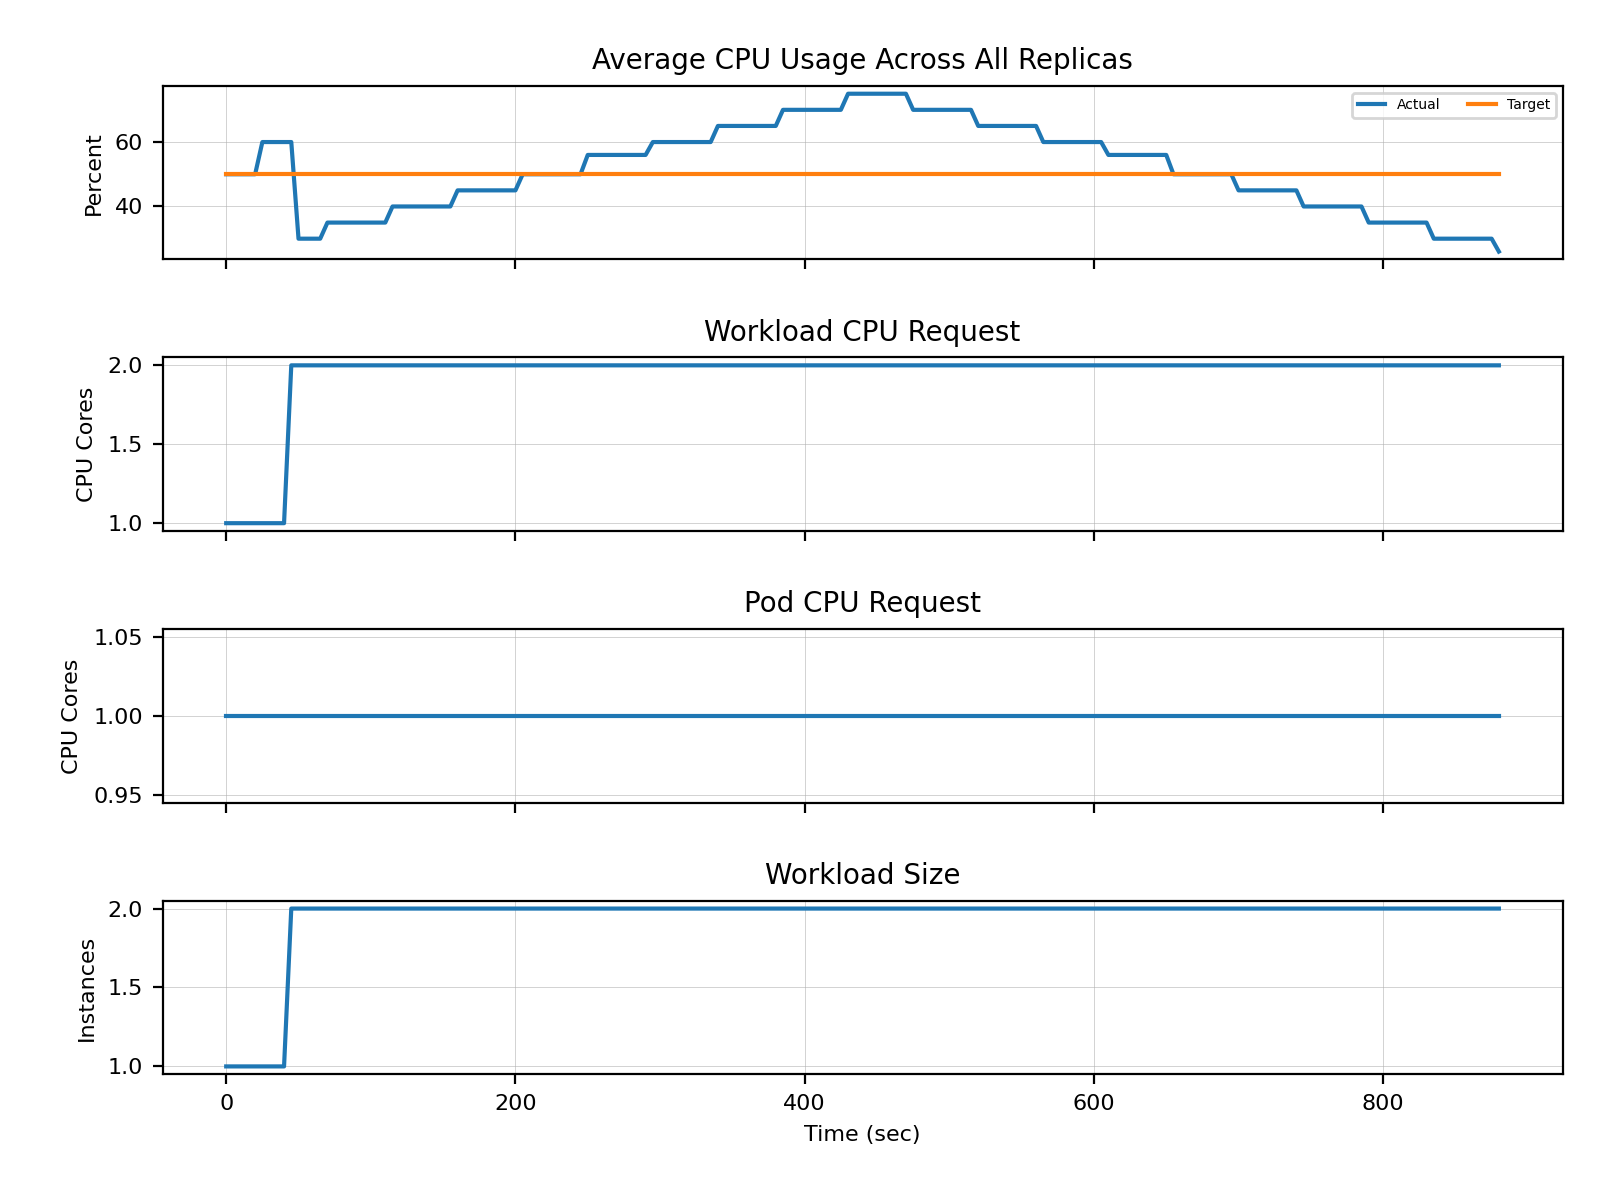 Average CPU Usage Across All Replicas
Actual Target
Percent
60
40
Workload CPU Request
CPU Cores
2.0
1.5
1.0
Pod CPU Request
CPU Cores
1.05
1.00
0.95
Workload Size
Instances
2.0
1.5
1.0
0 200 400 600 800
Time (sec)